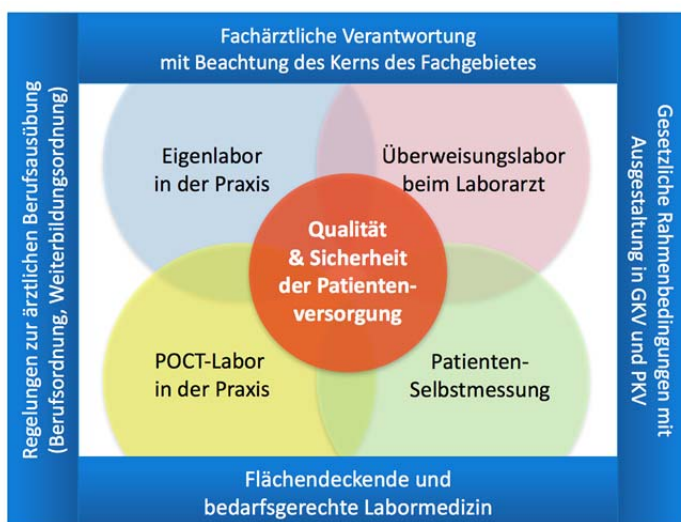 Fachärztliche Verantwortung
mit Beachtung des Kerns des Fachgebietes
Regelungen zur ärztlichen Berufsausübung
(Berufsordnung, Weiterbildungsordnung)
Eigenlabor
in der Praxis
Überweisungslabor
beim Laborarzt
Qualität
& Sicherheit
der Patienten-
versorgung
POCT-Labor
in der Praxis
Patienten-
Selbstmessung
Gesetzliche Rahmenbedingungen mit
Ausgestaltung in GKV und PKV
Flächendeckende und
bedarfsgerechte Labormedizin